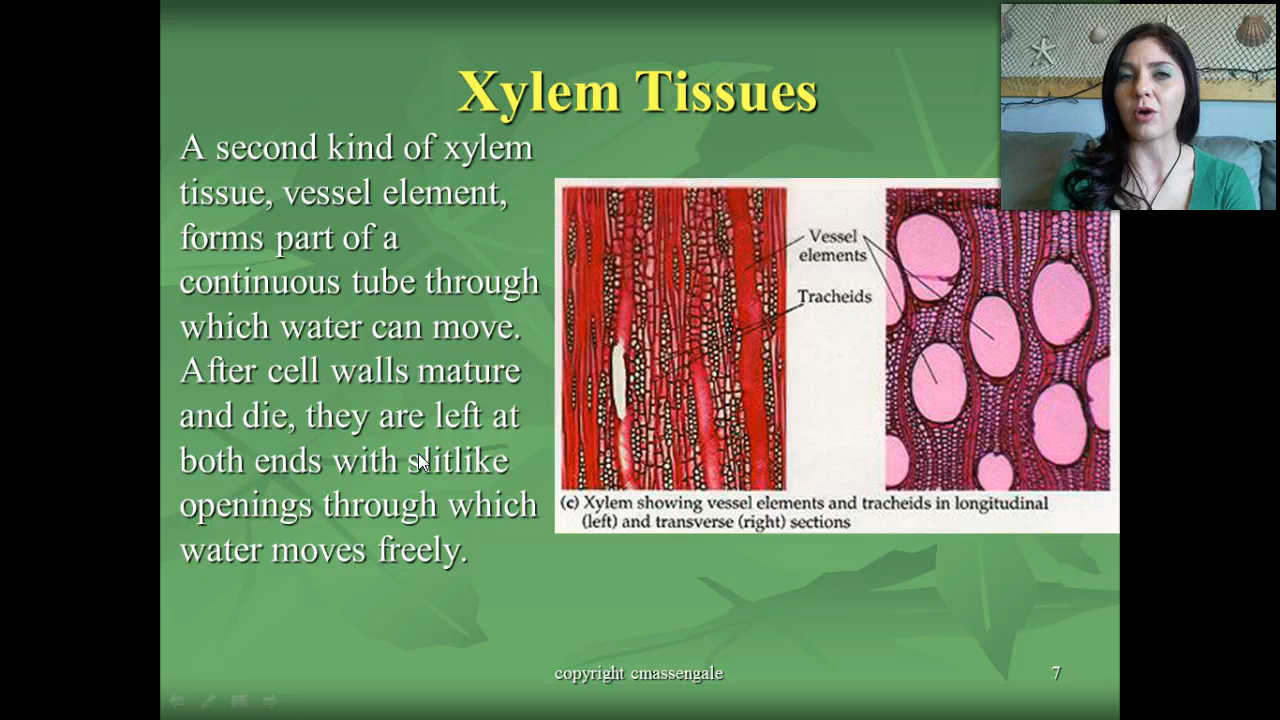 Xylem Tissues
A second kind of xylem
tissue, vessel element,
forms part of a
continuous tube through
which water can move.
After cell walls mature
and die, they are left at
both ends with slitlike
openings through which
water moves freely.
Vessel
elements
Tracheids
(c) Xylem showing vessel elements and tracheids in longitudinal
(left) and transverse (right) sections
copyright cmassengale
7